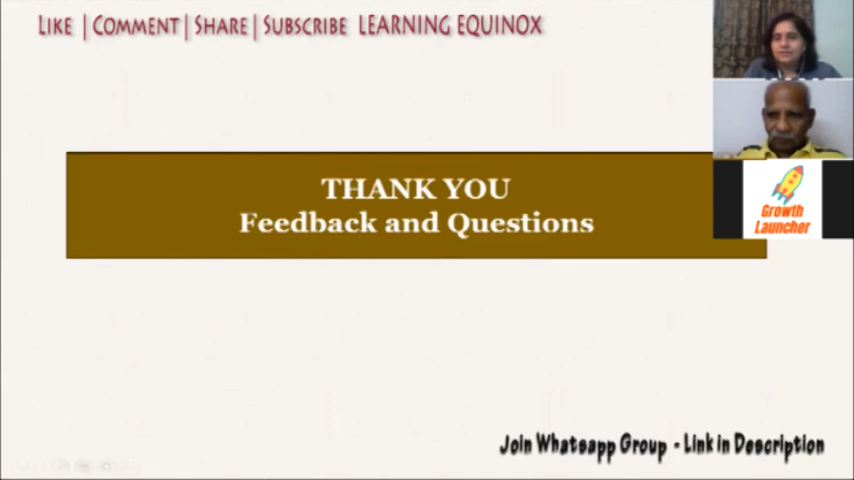 LIKE | COMMENT | SHARE | SUBSCRIBE LEARNING EQUINOX
THANK YOU
Feedback and Questions
Growth
Launcher
Join Whatsapp Group - Link in Description